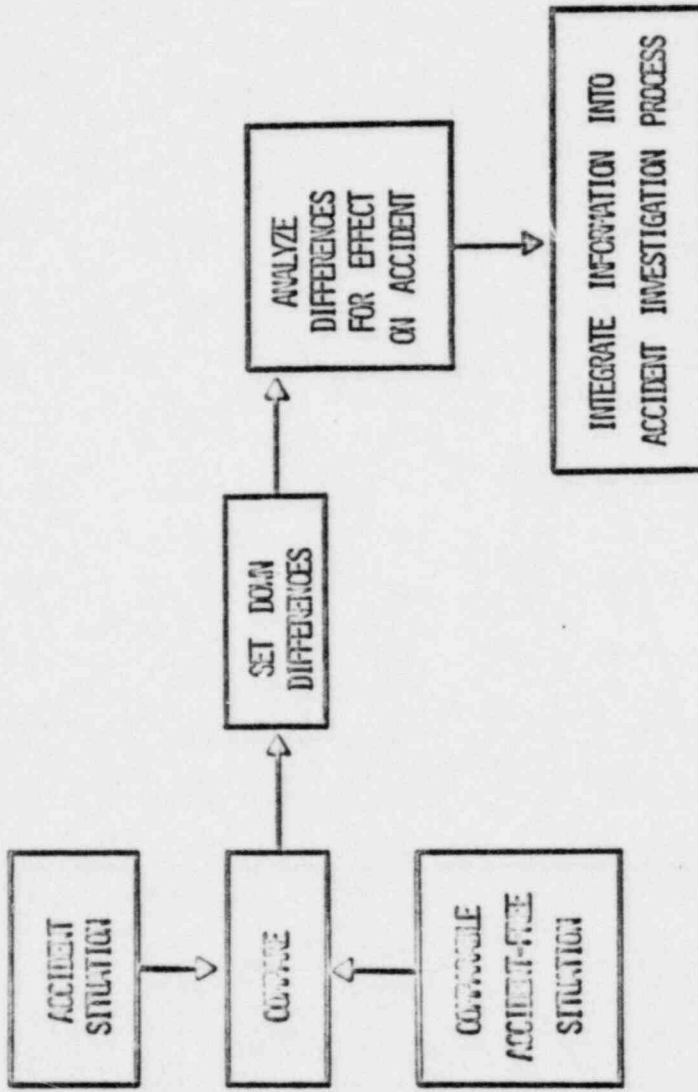 ACCIDENT
SITUATION
COMPARE
COMPARABLE
ACCIDENT-FREE
SITUATION
SET DOWN
DIFFERENCES
ANALYZE
DIFFERENCES
FOR EFFECT
ON ACCIDENT
INTEGRATE INFORMATION INTO
ACCIDENT INVESTIGATION PROCESS